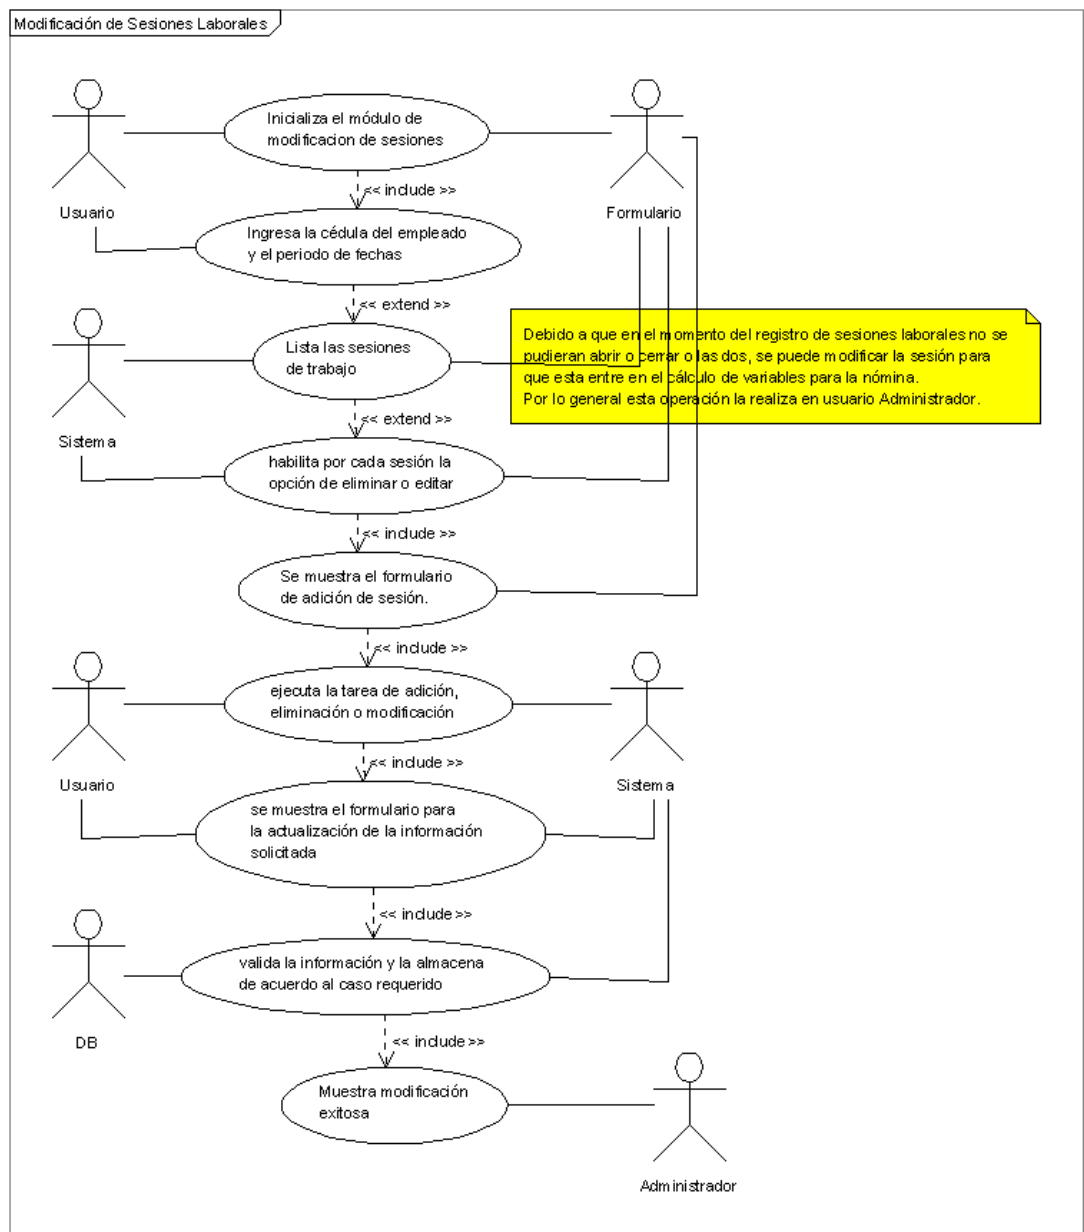 Modificación de Sesiones Laborales
Inicializa el módulo de
modificacion de sesiones
<< include >>
Usuario
Formulario
Ingresa la cédula del empleado
y el periodo de fechas
<< extend >>
Debido a que en el momento del registro de sesiones laborales no se
pudieran abrir o cerrar o las dos, se puede modificar la sesión para
que esta entre en el cálculo de variables para la nómina.
Por lo general esta operación la realiza en usuario Administrador.
Lista las sesiones
de trabajo
<< extend >>
Sistema
habilita por cada sesión la
opción de eliminar o editar
<< include >>
Se muestra el formulario
de adición de sesión.
<< include >>
ejecuta la tarea de adición,
eliminación o modificación
<< include >>
Usuario
Sistema
se muestra el formulario para
la actualización de la información
solicitada
<< include >>
valida la información y la almacena
de acuerdo al caso requerido
DB
<< include >>
Muestra modificación
exitosa
Administrador